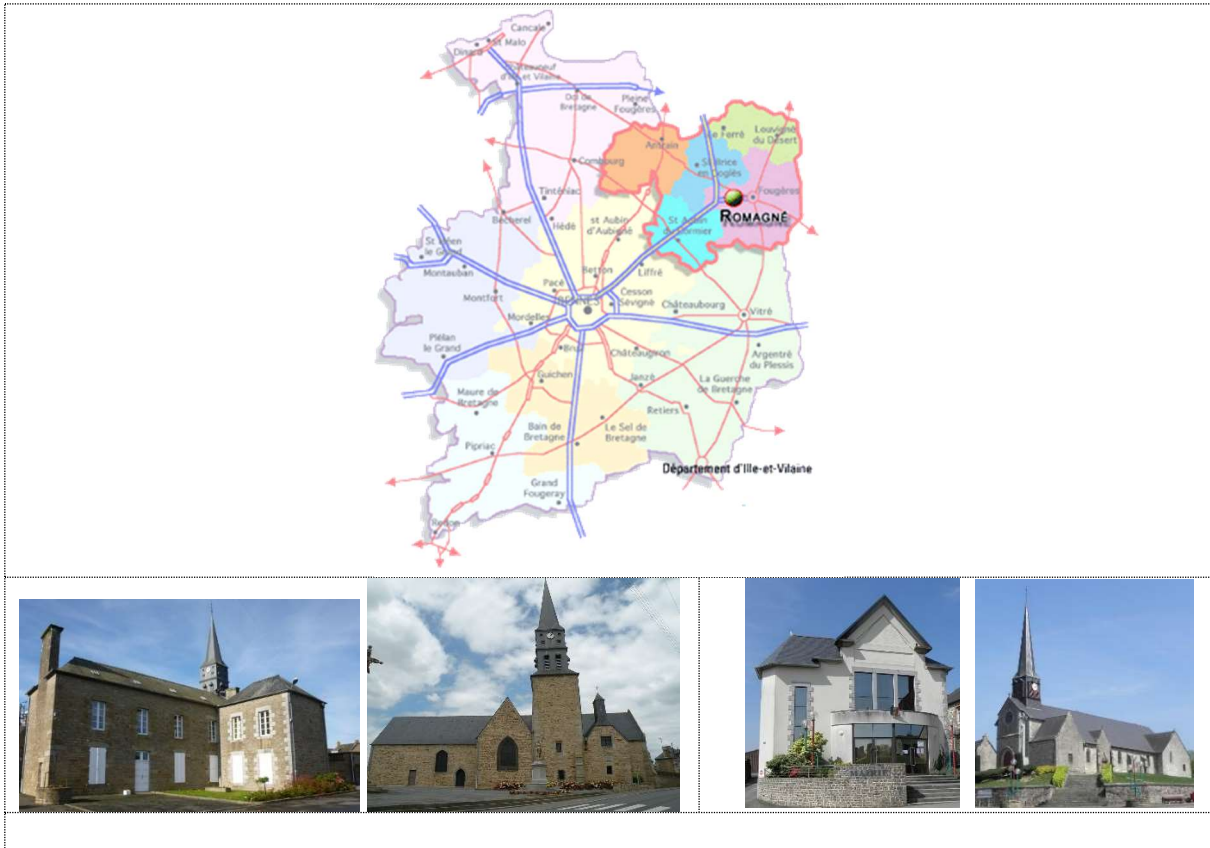 Cancale
St Malo
Dinard
Châteauneuf
d'Ille et Vilaine
Dol de
Bretagne
Pleine
Fougères
Antrain
Le Ferré
Louvigné
du Désert
St Brice
en Coglès
Combourg
Fougères
ROMAGNÉ
Tinténiac
Bécherel
Hédé
st Aubin
d'Aubigné
St Aubin
du Cormier
St Méen
le Grand
Montauban
Betton
Liffré
Pacé
Montfort
RENNES
Cesson
Sévigné
Châteaubourg
Vitré
Mordelles
Plélan
le Grand
Bruz
Châteaugiron
Argentré
du Plessis
Guichen
Janzé
La Guerche
de Bretagne
Maure de
Bretagne
Retiers
Bain de
Bretagne
Le Sel de
Bretagne
Pipriac
Département d'Ille-et-Vilaine
Grand
Fougeray
Redon
MAIRIE